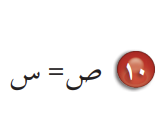 ١٠ ص = س